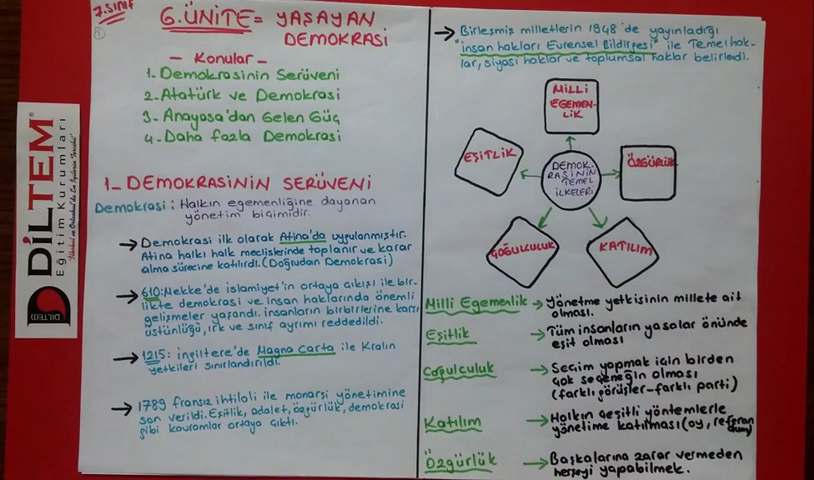 7.SINIF
1
6.ÜNİTE= YAŞAYAN
DEMOKRASİ
— Konular —
1- Demokrasinin Serüveni
2- Atatürk ve Demokrasi
3- Anayasa'dan Gelen Güç
4- Daha fazla Demokrasi
1- DEMOKRASİNİN SERÜVENİ
Demokrasi: Halkın egemenliğine dayanan
yönetim biçimidir.
→ Demokrasi ilk olarak Atina'da uygulanmıştır.
Atina halkı halk meclislerinde toplanır ve karar
alma sürecine katılırdı. (Doğrudan Demokrasi)
→ 610: Mekke'de islamiyet'in ortaya çıkışı ile bir-
likte demokrasi ve insan haklarında önemli
gelişmeler yaşandı. insanların birbirlerine karşı
üstünlüğü, ırk ve sınıf ayrımı reddedildi.
→ 1215: ingiltere'de Magna Carta ile Kralın
yetkileri sınırlandırıldı.
→ 1789 fransız ihtilali ile monarşi yönetimine
son verildi. Eşitlik, adalet, özgürlük, demokrasi
gibi kavramlar ortaya çıktı.
DİLTEM
Eğitim Kurumları
DİLTEM
→ Birleşmiş milletlerin 1948'de yayınladığı
"insan hakları Evrensel Bildirgesi" ile Temel hak-
lar, siyasi haklar ve toplumsal haklar belirlendi.
MİLLİ
EGEMEN-
LİK
EŞİTLİK
DEMOK-
RASİNİN
TEMEL
İLKELERİ
ÖZGÜRLÜK
ÇOĞULCULUK
KATILIM
Milli Egemenlik → Yönetme yetkisinin millete ait
olması.
Eşitlik → Tüm insanların yasalar önünde
eşit olması
Çoğulculuk → Seçim yapmak için birden
çok seçeneğin olması
(farklı görüşler-farklı parti)
Katılım → Halkın çeşitli yöntemlerle
yönetime katılması (oy, referan
dum)
Özgürlük → Başkalarına zarar vermeden
herşeyi yapabilmek.